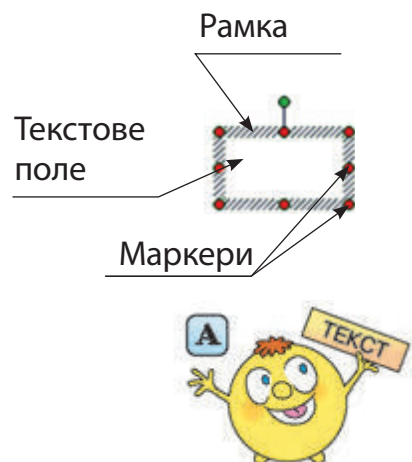 Рамка
Текстове
поле
Маркери
А
ТЕКСТ